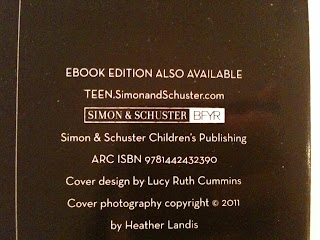 EBOOK EDITION ALSO AVAILABLE
TEEN.SimonandSchuster.com
SIMON & SCHUSTER BFYR
Simon & Schuster Children's Publishing
ARC ISBN 9781442432390
Cover design by Lucy Ruth Cummins
Cover photography copyright © 2011
by Heather Landis